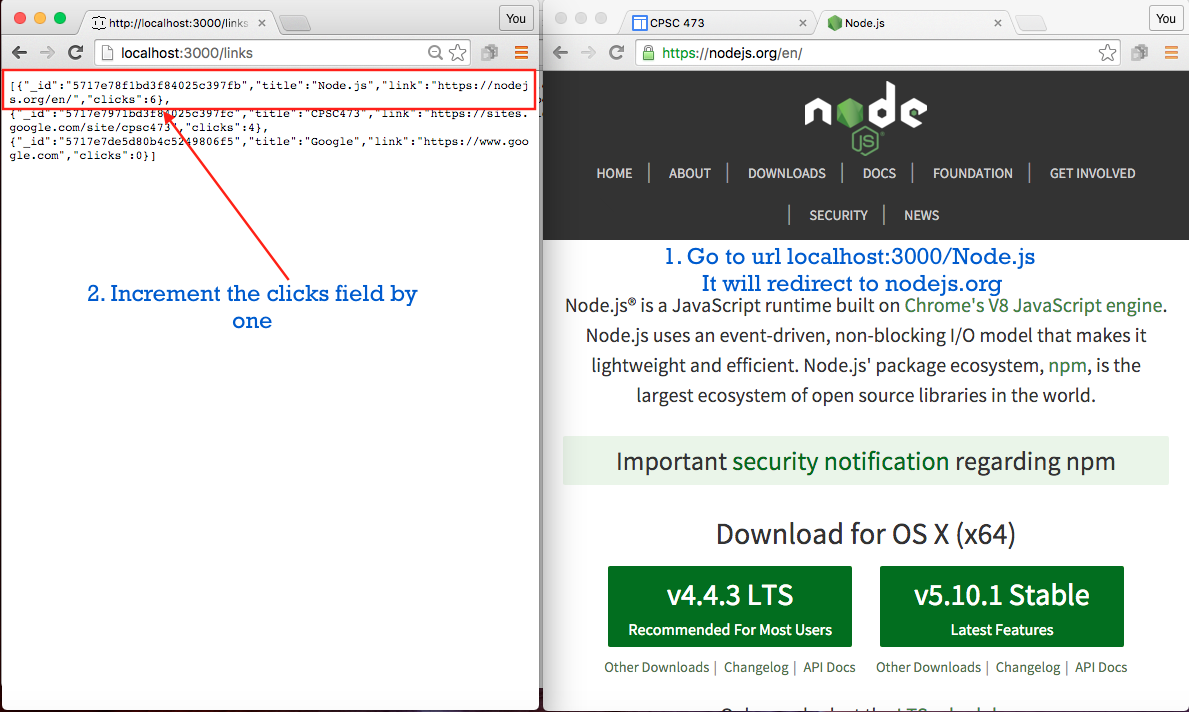 http://localhost:3000/links
You
localhost:3000/links
[{"_id":"5717e78f1bd3f84025c397fb","title":"Node.js","link":"https://nodej
s.org/en/","clicks":6},
{"_id":"5717e7971bd3f84025c397fc","title":"CPSC473","link":"https://sites.
google.com/site/cpsc473","clicks":4},
{"_id":"5717e7de5d80b4c5249806f5","title":"Google","link":"https://www.goo
gle.com","clicks":0}]
2. Increment the clicks field by
one
CPSC 473
Node.js
You
https://nodejs.org/en/
node
JS
HOME
ABOUT
DOWNLOADS
DOCS
FOUNDATION
GET INVOLVED
SECURITY
NEWS
1. Go to url localhost:3000/Node.js
It will redirect to nodejs.org
Node.js® is a JavaScript runtime built on Chrome's V8 JavaScript engine.
Node.js uses an event-driven, non-blocking I/O model that makes it
lightweight and efficient. Node.js' package ecosystem, npm, is the
largest ecosystem of open source libraries in the world.
Important security notification regarding npm
Download for OS X (x64)
v4.4.3 LTS
Recommended For Most Users
v5.10.1 Stable
Latest Features
Other Downloads | Changelog | API Docs
Other Downloads | Changelog | API Docs